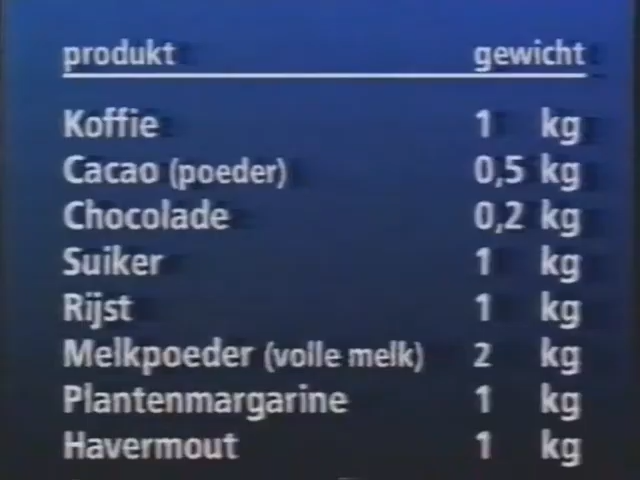 produkt gewicht
Koffie 1 kg
Cacao (poeder) 0,5 kg
Chocolade 0,2 kg
Suiker 1 kg
Rijst 1 kg
Melkpoeder (volle melk) 2 kg
Plantenmargarine 1 kg
Havermout 1 kg